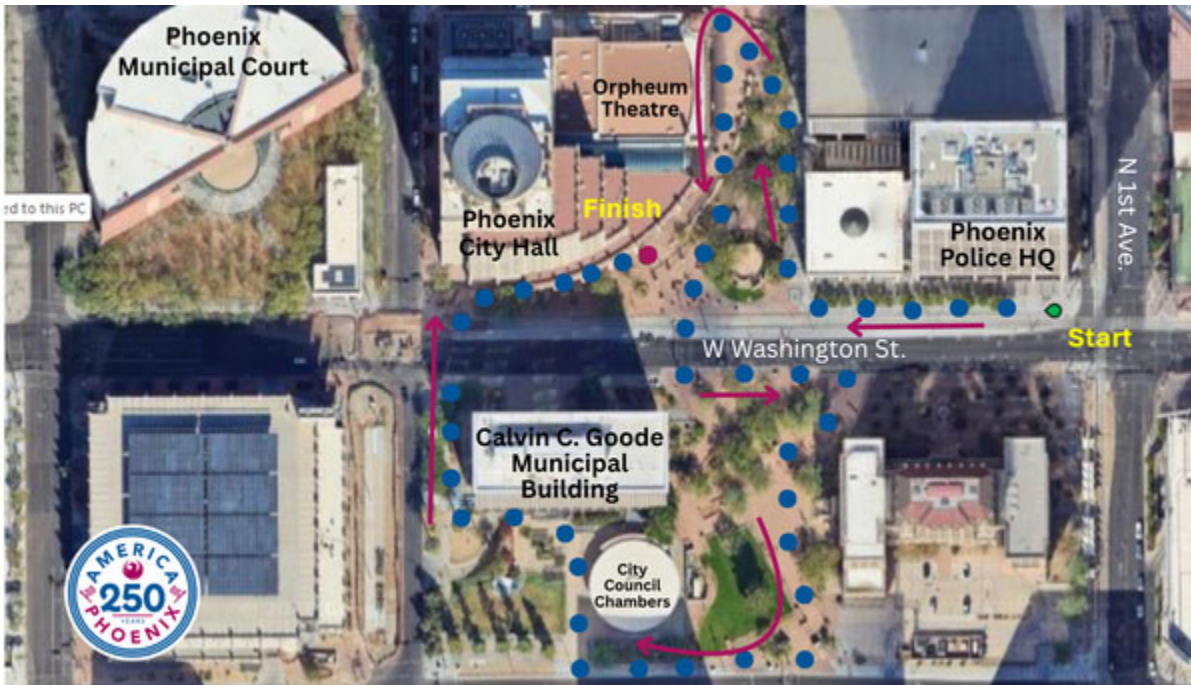 Phoenix
Municipal Court
Orpheum
Theatre
ed to this PC
Finish
Phoenix
City Hall
Phoenix
Police HQ
N 1st Ave.
Start
W Washington St.
Calvin C. Goode
Municipal
Building
City
Council
Chambers
AMERICA
250
YEARS
PHOENIX